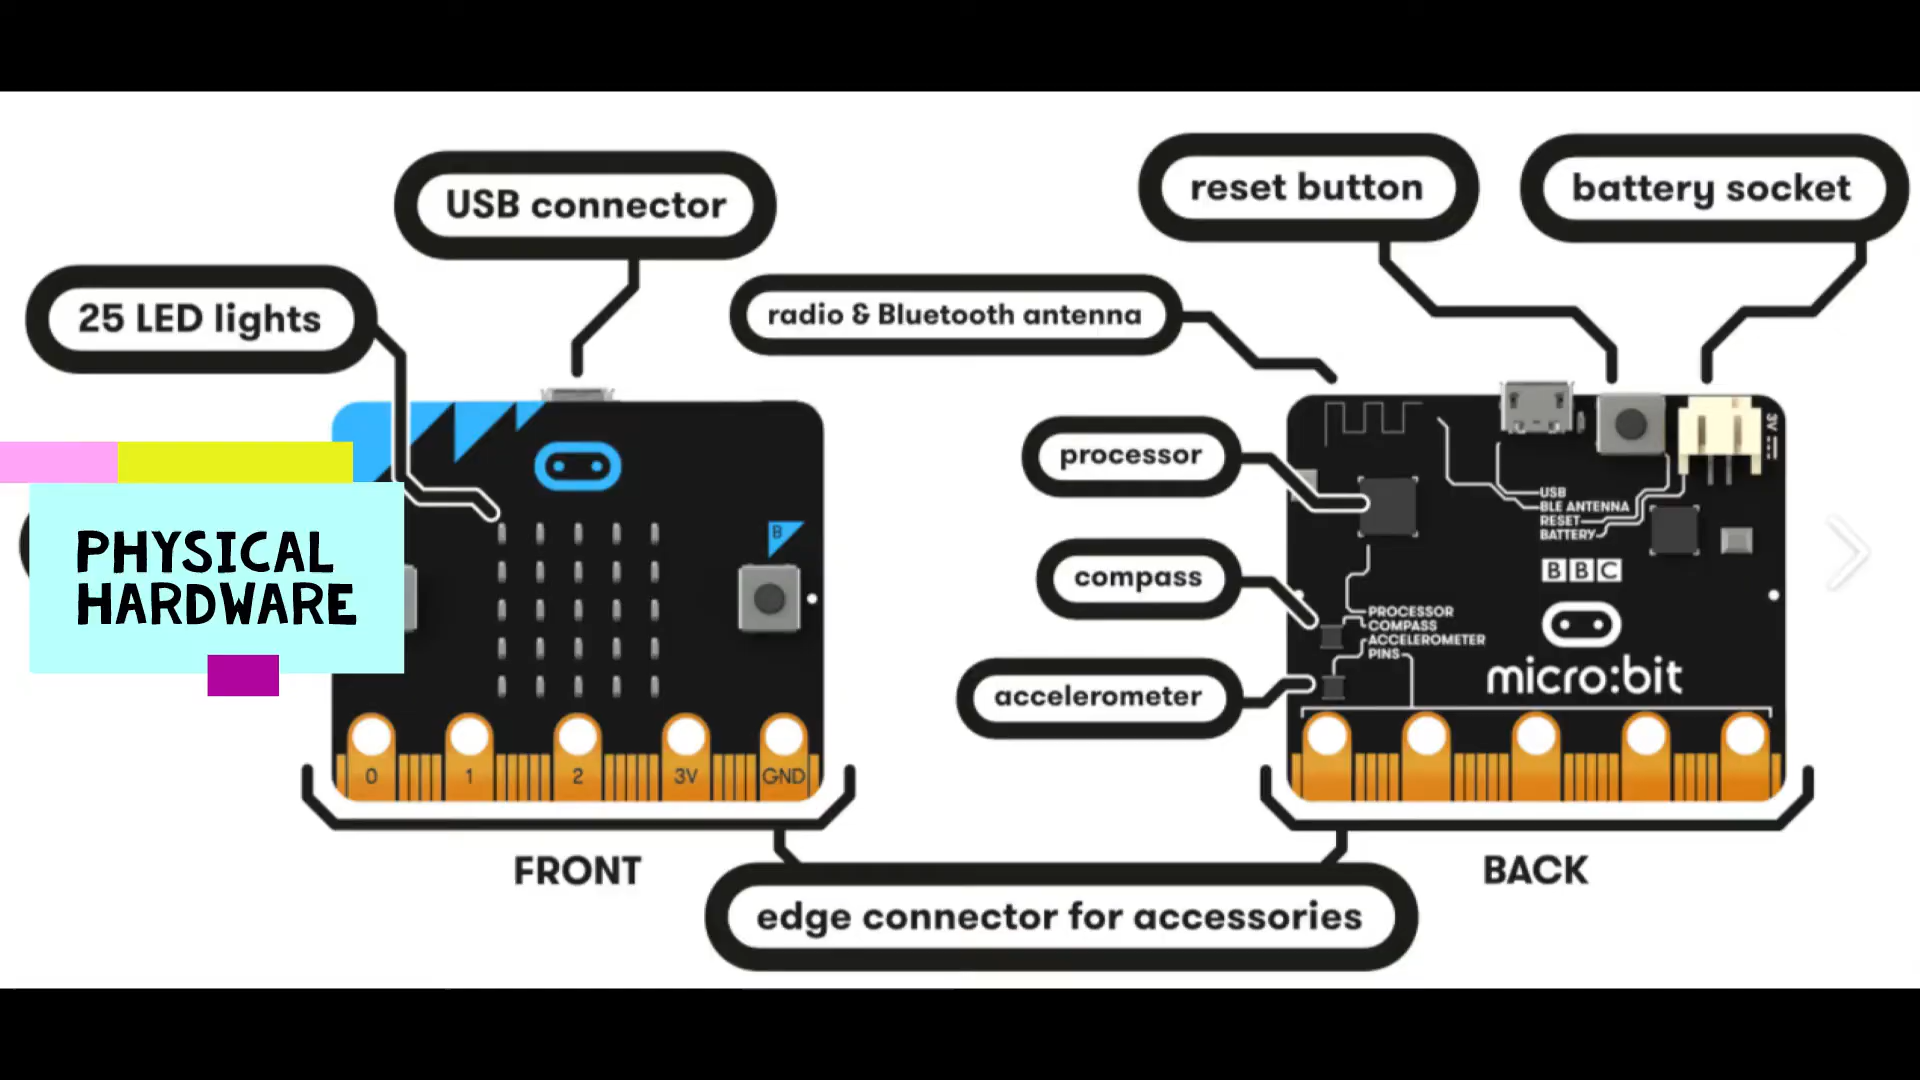 USB connector
reset button
battery socket
25 LED lights
radio & Bluetooth antenna
processor
compass
accelerometer
PHYSICAL
HARDWARE
B
0 1 2 3V GND
3V
USB
BLE ANTENNA
RESET
BATTERY
BBC
PROCESSOR
COMPASS
ACCELEROMETER
PINS
micro:bit
FRONT
BACK
edge connector for accessories